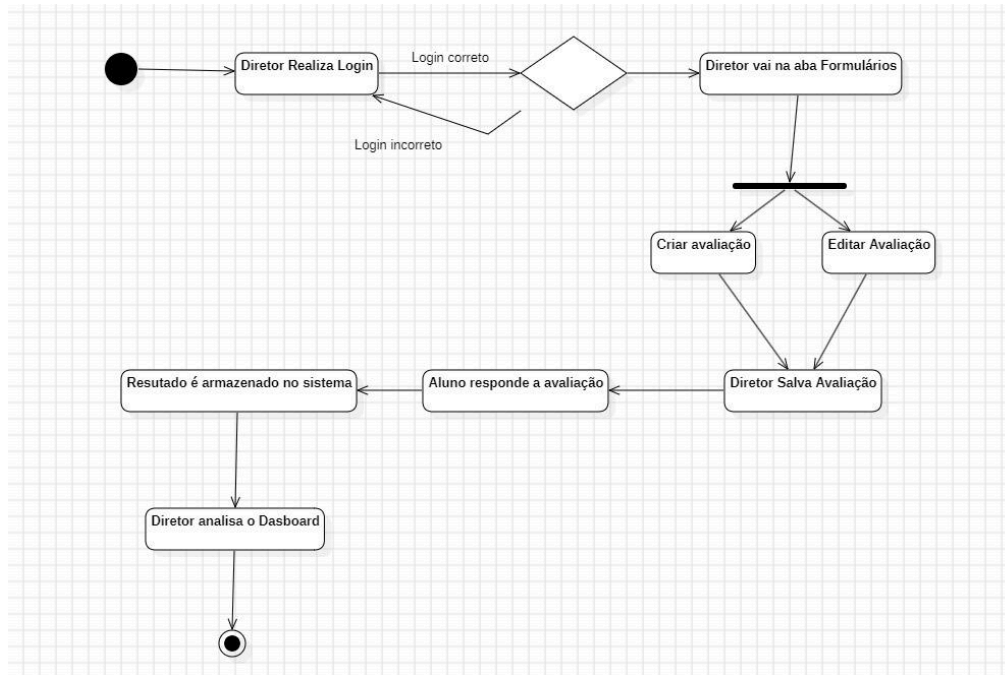 Diretor Realiza Login
Login correto
Diretor vai na aba Formulários
Login incorreto
Criar avaliação
Editar Avaliação
Resutado é armazenado no sistema
Aluno responde a avaliação
Diretor Salva Avaliação
Diretor analisa o Dasboard